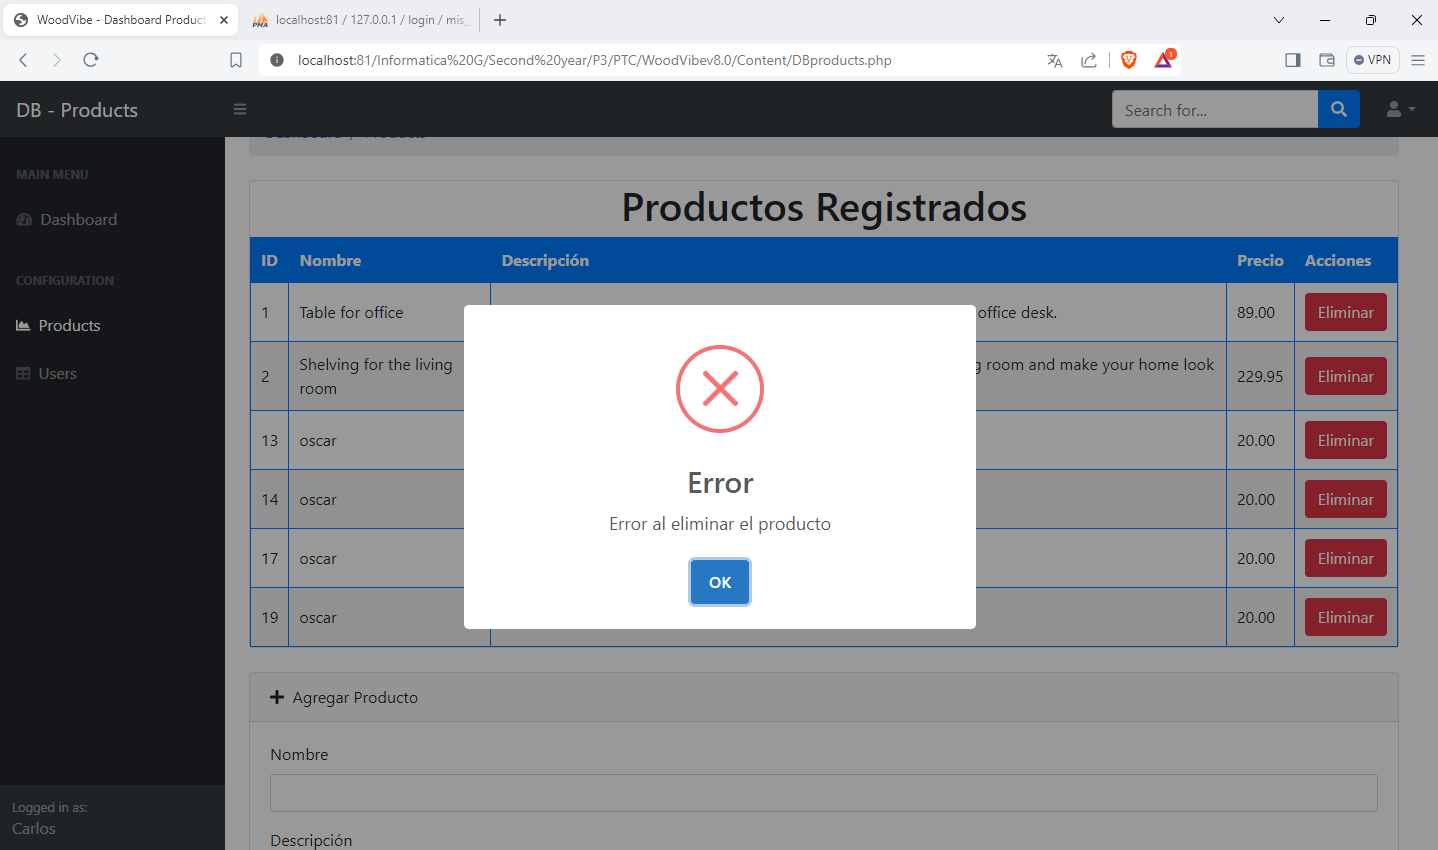 WoodVibe - Dashboard Product
localhost:81 / 127.0.0.1 / login / mis_
localhost:81/Informatica%20G/Second%20year/P3/PTC/WoodVibev8.0/Content/DBproducts.php
1
VPN
DB - Products
Search for...
MAIN MENU
Dashboard
CONFIGURATION
Products
Users
Logged in as:
Carlos
Productos Registrados
ID Nombre Descripción Precio Acciones
1 Table for office office desk. 89.00 Eliminar
2 Shelving for the living room room and make your home look 229.95 Eliminar
13 oscar 20.00 Eliminar
14 oscar 20.00 Eliminar
17 oscar 20.00 Eliminar
19 oscar 20.00 Eliminar
Error
Error al eliminar el producto
OK
Agregar Producto
Nombre
Descripción